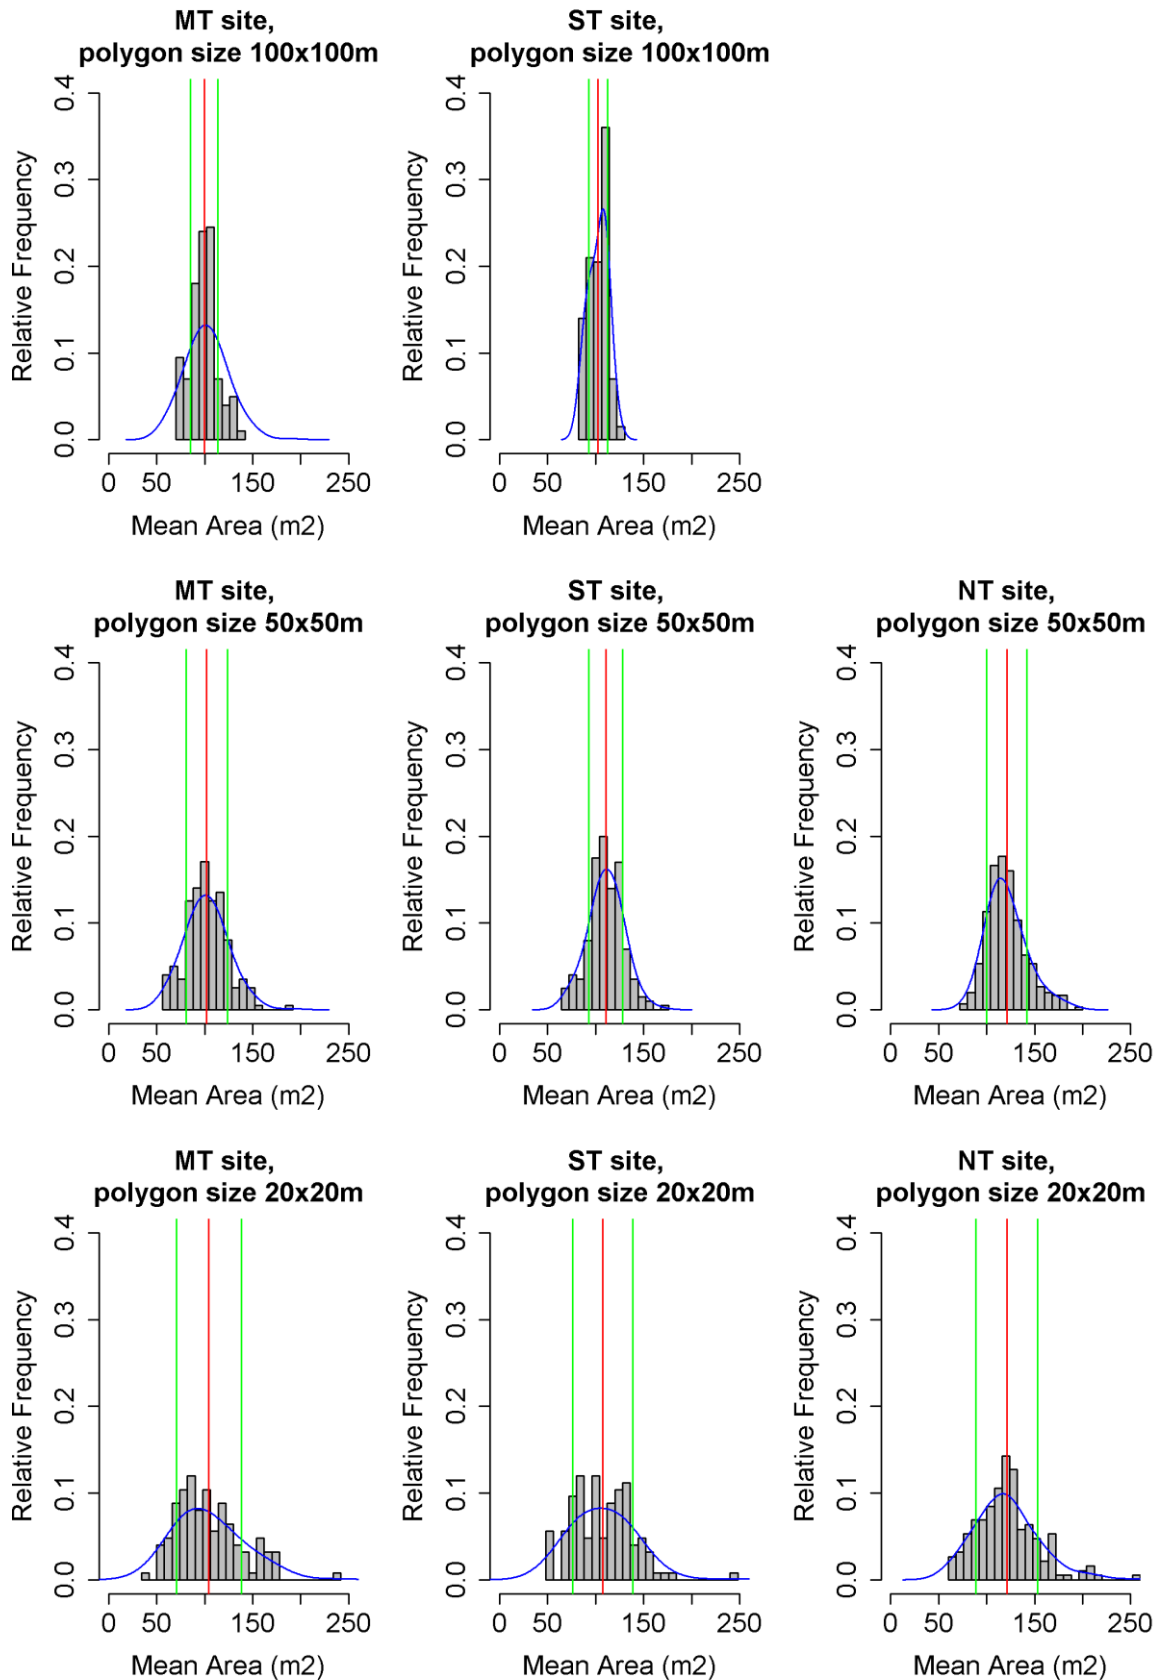 MT site,
polygon size 100x100m
0.4
0.3
0.2
0.1
0.0
Relative Frequency
0
50
150
250
Mean Area (m2)
ST site,
polygon size 100x100m
0.4
0.3
0.2
0.1
0.0
Relative Frequency
0
50
150
250
Mean Area (m2)
MT site,
polygon size 50x50m
0.4
0.3
0.2
0.1
0.0
Relative Frequency
0
50
150
250
Mean Area (m2)
ST site,
polygon size 50x50m
0.4
0.3
0.2
0.1
0.0
Relative Frequency
0
50
150
250
Mean Area (m2)
NT site,
polygon size 50x50m
0.4
0.3
0.2
0.1
0.0
Relative Frequency
0
50
150
250
Mean Area (m2)
MT site,
polygon size 20x20m
0.4
0.3
0.2
0.1
0.0
Relative Frequency
0
50
150
250
Mean Area (m2)
ST site,
polygon size 20x20m
0.4
0.3
0.2
0.1
0.0
Relative Frequency
0
50
150
250
Mean Area (m2)
NT site,
polygon size 20x20m
0.4
0.3
0.2
0.1
0.0
Relative Frequency
0
50
150
250
Mean Area (m2)